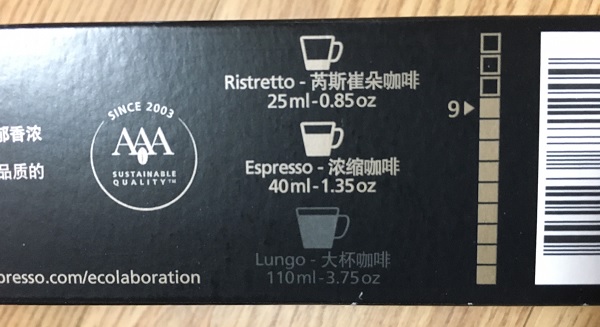 郁香浓
品质的
presso.com/ecolaboration
SINCE 2003
AAA
SUSTAINABLE
QUALITY™
Ristretto - 芮斯崔朵咖啡
25ml-0.85oz
Espresso - 浓缩咖啡
40ml-1.35oz
Lungo - 大杯咖啡
110ml-3.75oz
9